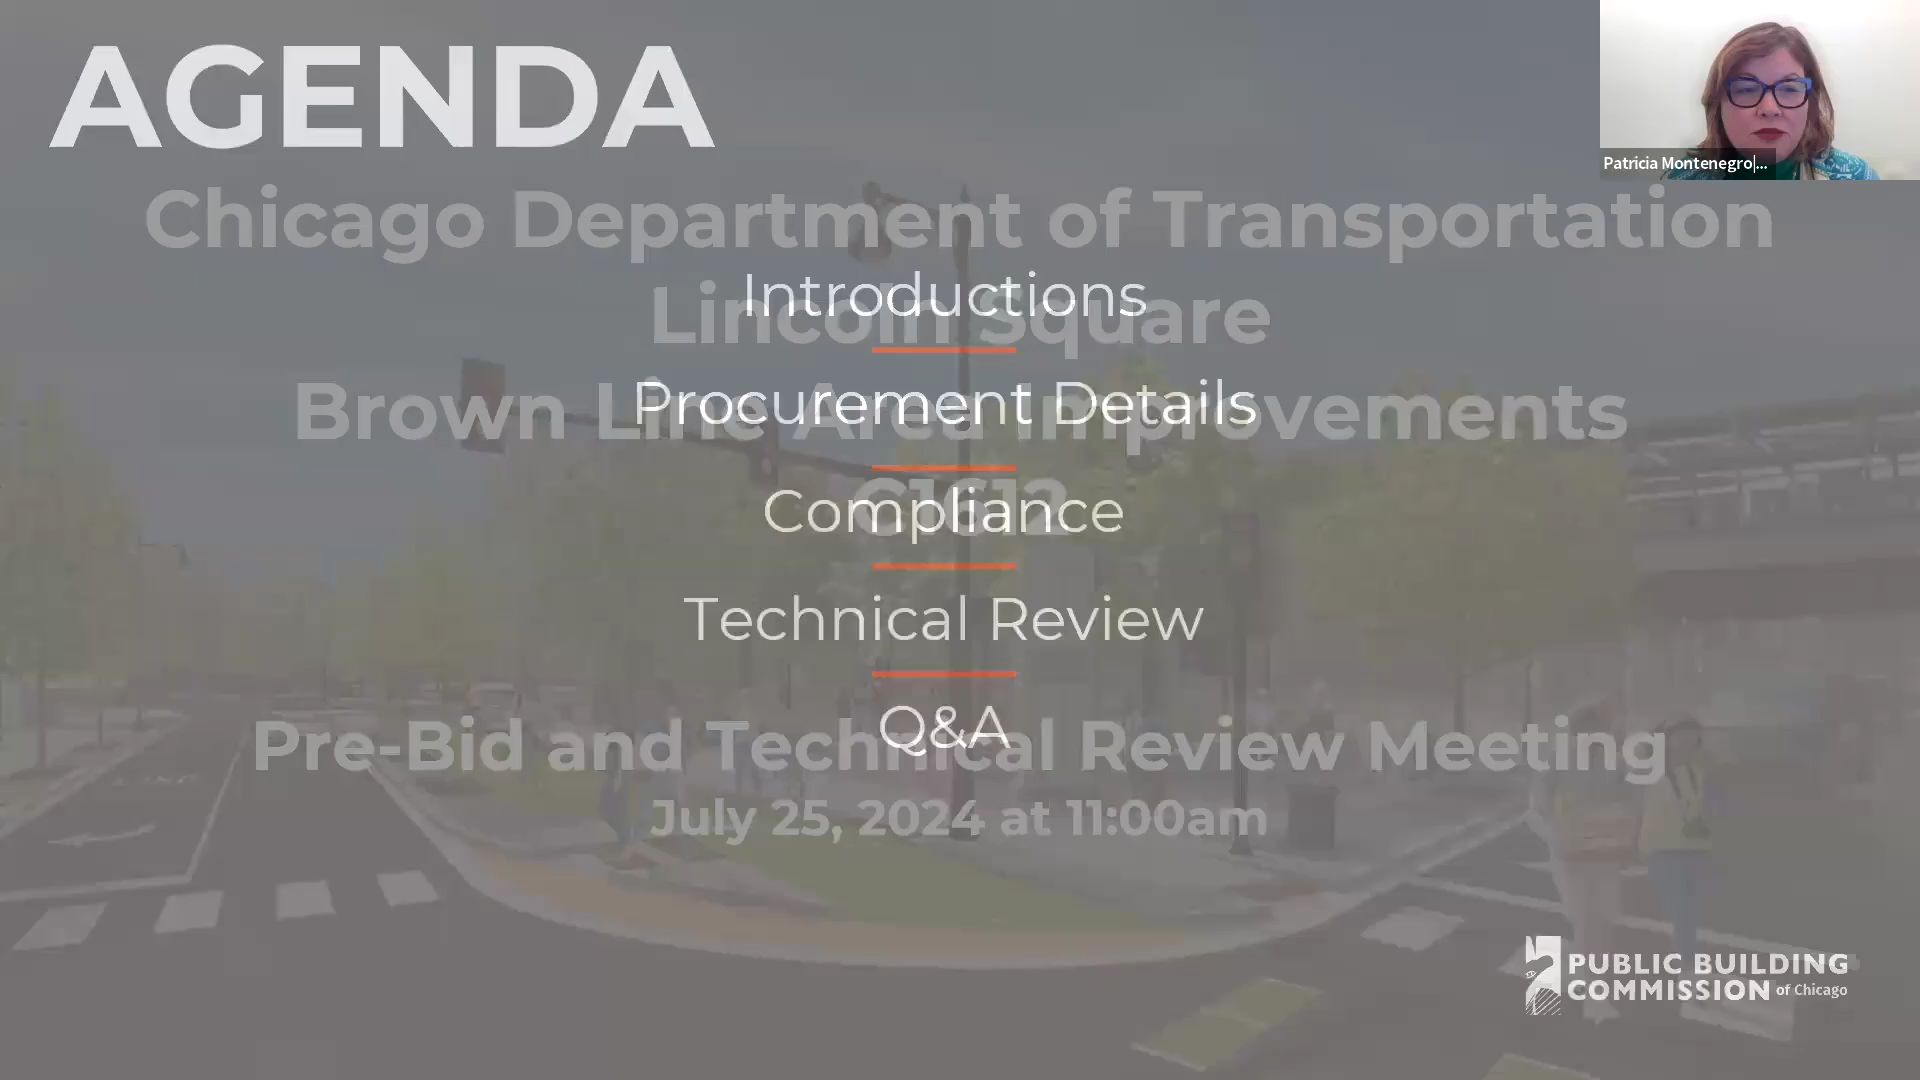 AGENDA
Patricia Montenegro|...
Chicago Department of Transportation
Introductions
Lincoln Square
Procurement Details
Brown Line Area Improvements
Compliance
C1612
Technical Review
Q&A
Pre-Bid and Technical Review Meeting
July 25, 2024 at 11:00am
PUBLIC BUILDING
COMMISSION of Chicago